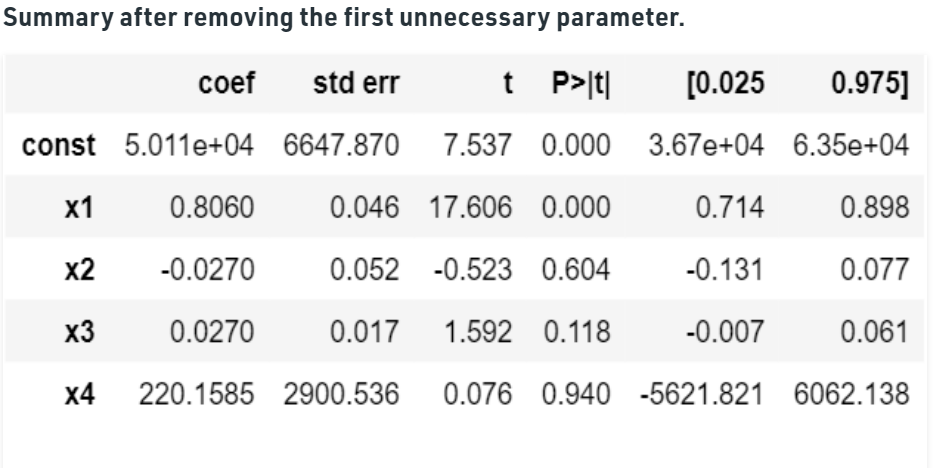 Summary after removing the first unnecessary parameter.
coef std err t P>|t| [0.025 0.975]
const 5.011e+04 6647.870 7.537 0.000 3.67e+04 6.35e+04
x1 0.8060 0.046 17.606 0.000 0.714 0.898
x2 -0.0270 0.052 -0.523 0.604 -0.131 0.077
x3 0.0270 0.017 1.592 0.118 -0.007 0.061
x4 220.1585 2900.536 0.076 0.940 -5621.821 6062.138